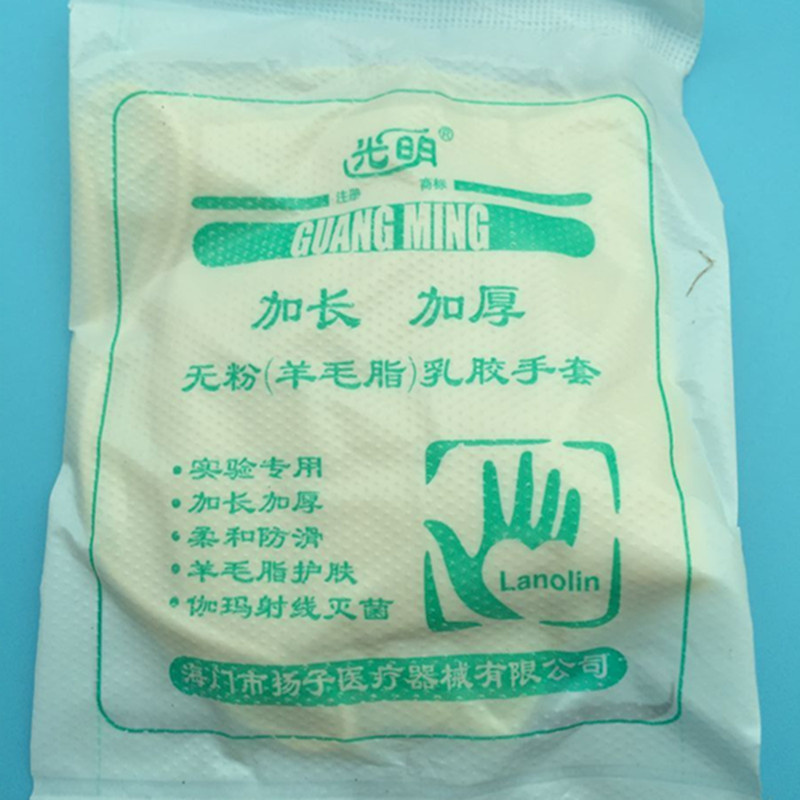 光明®
注册 商标
GUANG MING
加长 加厚
无粉(羊毛脂)乳胶手套
•实验专用
•加长加厚
•柔和防滑
•羊毛脂护肤
•伽玛射线灭菌
Lanolin
海门市扬子医疗器械有限公司